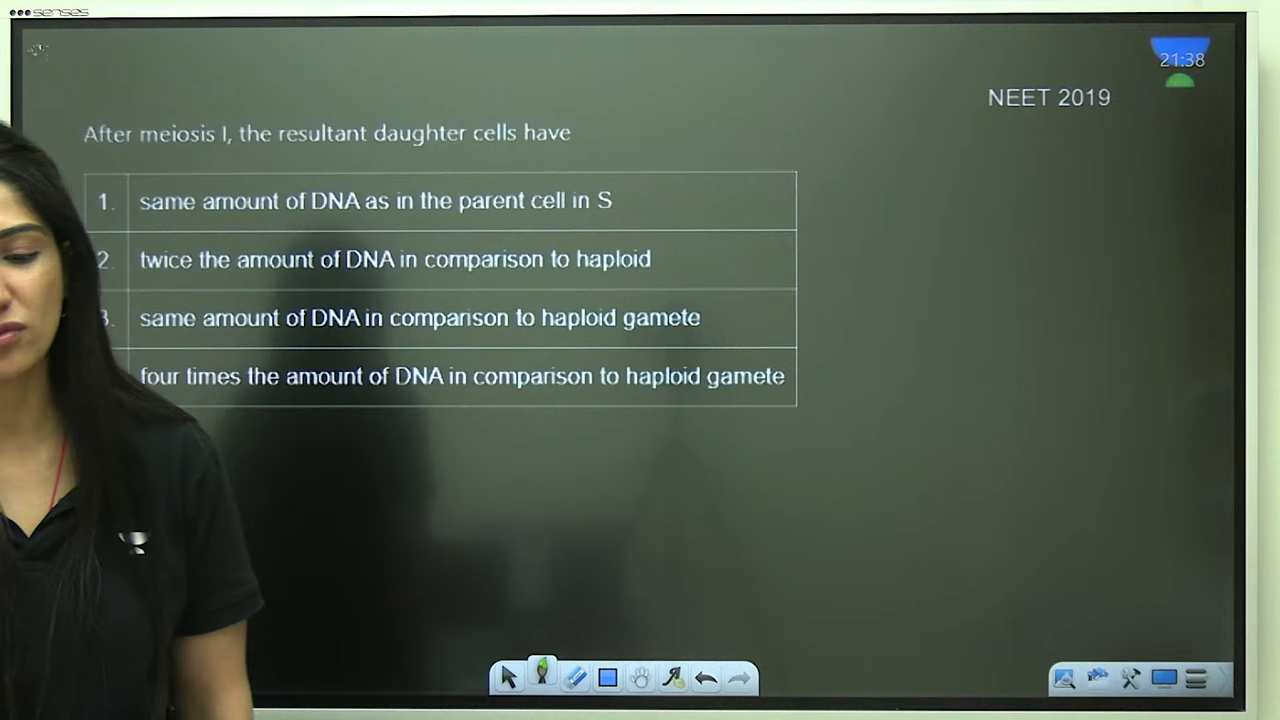 senses
21:38
NEET 2019
After meiosis I, the resultant daughter cells have
1. same amount of DNA as in the parent cell in S
2. twice the amount of DNA in comparison to haploid
3. same amount of DNA in comparison to haploid gamete
four times the amount of DNA in comparison to haploid gamete